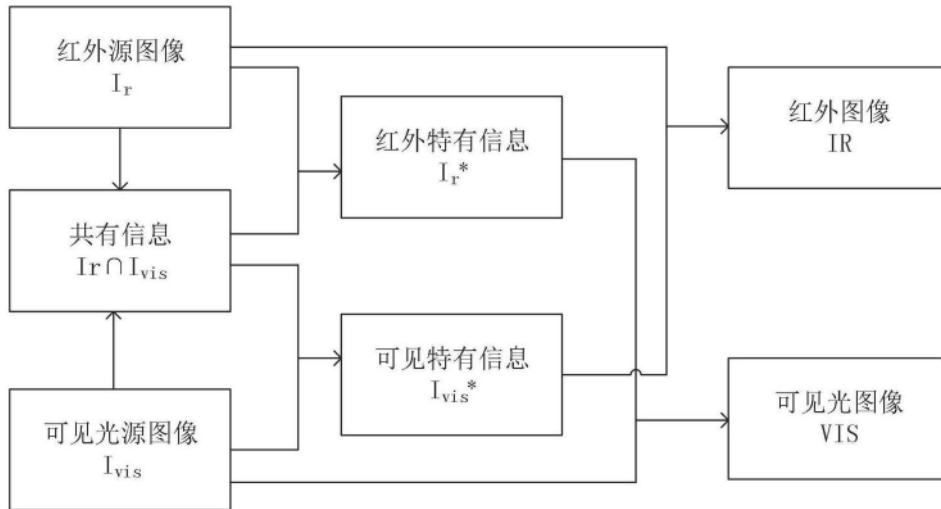 红外源图像
Iᵣ
红外特有信息
Iᵣ*
红外图像
IR
共有信息
Ir∩Iᵥᵢₛ
可见特有信息
Iᵥᵢₛ*
可见光源图像
Iᵥᵢₛ
可见光图像
VIS